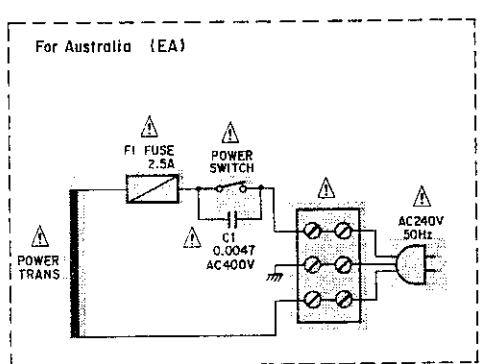 For Australia (EA)
F1 FUSE
2.5A
POWER
SWITCH
C1
0.0047
AC400V
AC240V
50Hz
POWER
TRANS